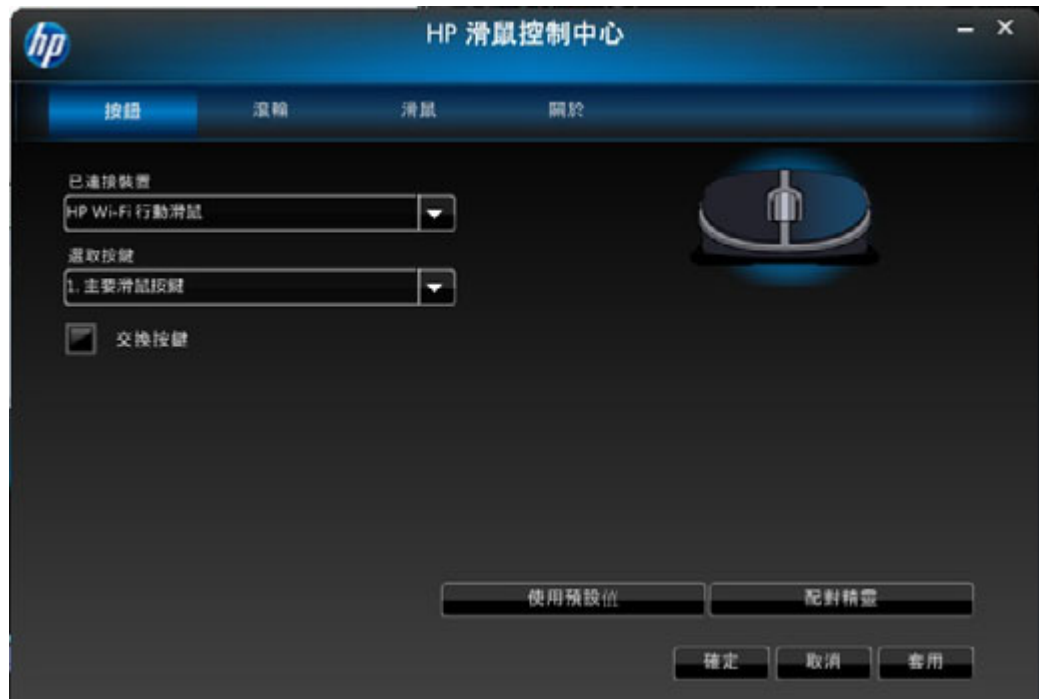 hp
HP 滑鼠控制中心
按鈕 滾輪 滑鼠 關於
已連接裝置
HP Wi-Fi 行動滑鼠
選取按鍵
1. 主要滑鼠按鍵
交換按鍵
使用預設值 配對精靈
確定 取消 套用